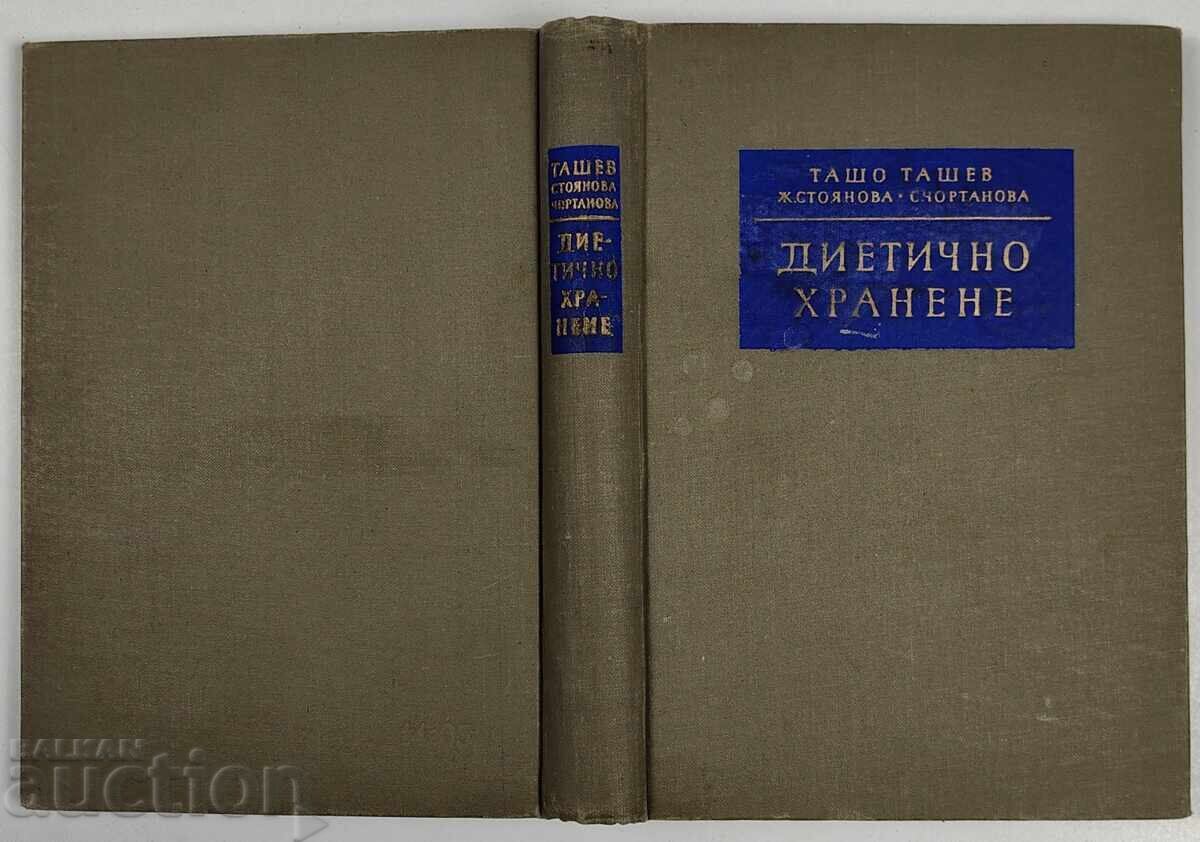 ТАШЕВ
СТОЯНОВА
ЧОРТАНОВА
ДИЕ-
ТИЧНО
ХРА-
НЕНЕ
ТАШО ТАШЕВ
Ж.СТОЯНОВА · С.ЧОРТАНОВА
ДИЕТИЧНО
ХРАНЕНЕ
BALKAN
auction